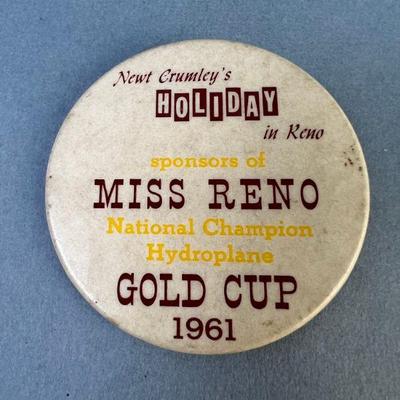 Newt Crumley's
HOLIDAY
in Reno
sponsors of
MISS RENO
National Champion
Hydroplane
GOLD CUP
1961